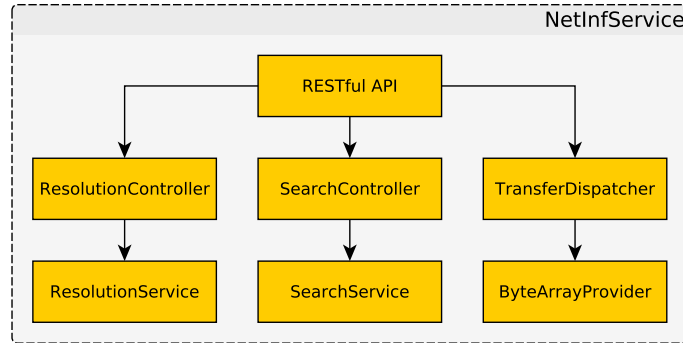 NetInfService
RESTful API
ResolutionController
SearchController
TransferDispatcher
ResolutionService
SearchService
ByteArrayProvider